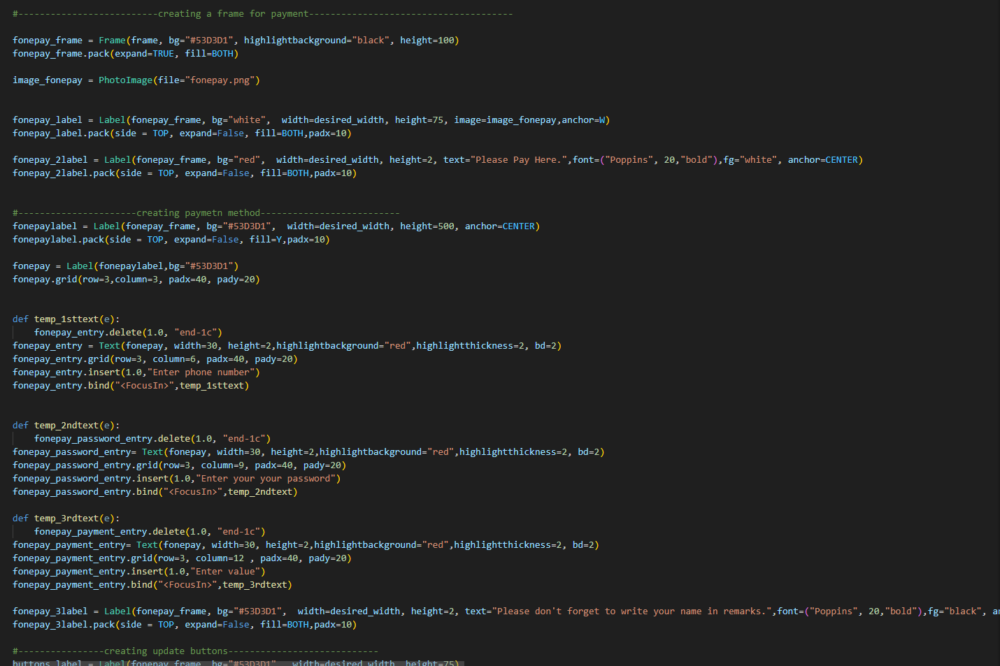 #--------------------------creating a frame for payment--------------------------------------
fonepay_frame = Frame(frame, bg="#53D3D1", highlightbackground="black", height=100)
fonepay_frame.pack(expand=TRUE, fill=BOTH)
image_fonepay = PhotoImage(file="fonepay.png")
fonepay_label = Label(fonepay_frame, bg="white",  width=desired_width, height=75, image=image_fonepay,anchor=W)
fonepay_label.pack(side = TOP, expand=False, fill=BOTH,padx=10)
fonepay_2label = Label(fonepay_frame, bg="red",  width=desired_width, height=2, text="Please Pay Here.",font=("Poppins", 20,"bold"),fg="white", anchor=CENTER)
fonepay_2label.pack(side = TOP, expand=False, fill=BOTH,padx=10)
#----------------------creating paymetn method--------------------------
fonepaylabel = Label(fonepay_frame, bg="#53D3D1",  width=desired_width, height=500, anchor=CENTER)
fonepaylabel.pack(side = TOP, expand=False, fill=Y,padx=10)
fonepay = Label(fonepaylabel,bg="#53D3D1")
fonepay.grid(row=3,column=3, padx=40, pady=20)
def temp_1sttext(e):
    fonepay_entry.delete(1.0, "end-1c")
fonepay_entry = Text(fonepay, width=30, height=2,highlightbackground="red",highlightthickness=2, bd=2)
fonepay_entry.grid(row=3, column=6, padx=40, pady=20)
fonepay_entry.insert(1.0,"Enter phone number")
fonepay_entry.bind("<FocusIn>",temp_1sttext)
def temp_2ndtext(e):
    fonepay_password_entry.delete(1.0, "end-1c")
fonepay_password_entry= Text(fonepay, width=30, height=2,highlightbackground="red",highlightthickness=2, bd=2)
fonepay_password_entry.grid(row=3, column=9, padx=40, pady=20)
fonepay_password_entry.insert(1.0,"Enter your your password")
fonepay_password_entry.bind("<FocusIn>",temp_2ndtext)
def temp_3rdtext(e):
    fonepay_payment_entry.delete(1.0, "end-1c")
fonepay_payment_entry= Text(fonepay, width=30, height=2,highlightbackground="red",highlightthickness=2, bd=2)
fonepay_payment_entry.grid(row=3, column=12 , padx=40, pady=20)
fonepay_payment_entry.insert(1.0,"Enter value")
fonepay_payment_entry.bind("<FocusIn>",temp_3rdtext)
fonepay_3label = Label(fonepay_frame, bg="#53D3D1",  width=desired_width, height=2, text="Please don't forget to write your name in remarks.",font=("Poppins", 20,"bold"),fg="black",
fonepay_3label.pack(side = TOP, expand=False, fill=BOTH,padx=10)
#----------------creating update buttons----------------------------
buttons_label = Label(fonepay_frame, bg="#53D3D1",  width=desired_width, height=75)